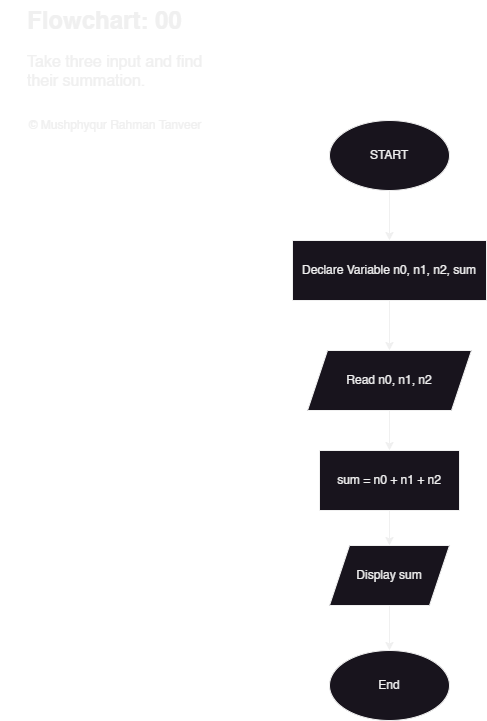 Flowchart: 00
Take three input and find
their summation.
© Mushphyqur Rahman Tanveer
START
Declare Variable n0, n1, n2, sum
Read n0, n1, n2
sum = n0 + n1 + n2
Display sum
End